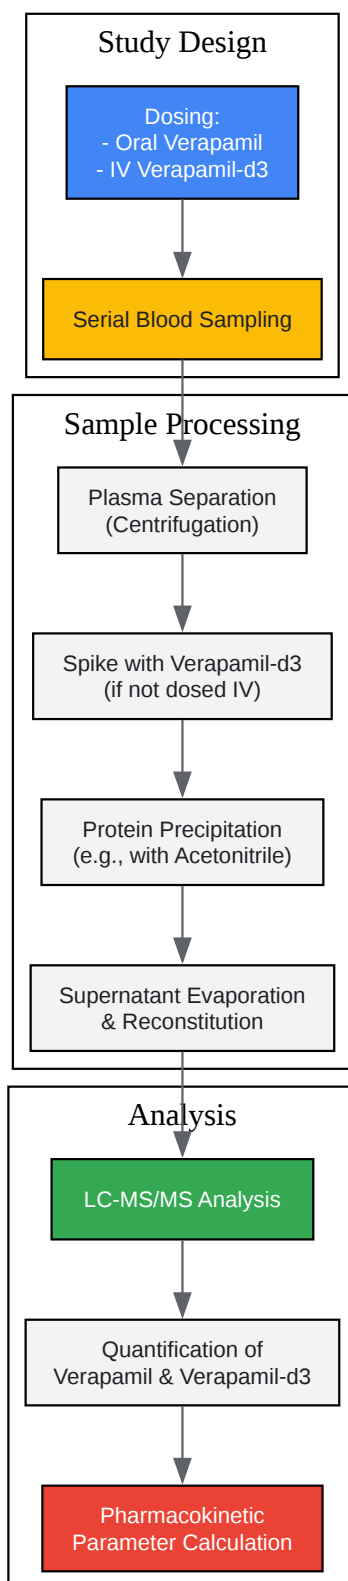 Study Design
Dosing:
- Oral Verapamil
- IV Verapamil-d3
Serial Blood Sampling
Sample Processing
Plasma Separation
(Centrifugation)
Spike with Verapamil-d3
(if not dosed IV)
Protein Precipitation
(e.g., with Acetonitrile)
Supernatant Evaporation
& Reconstitution
Analysis
LC-MS/MS Analysis
Quantification of
Verapamil & Verapamil-d3
Pharmacokinetic
Parameter Calculation